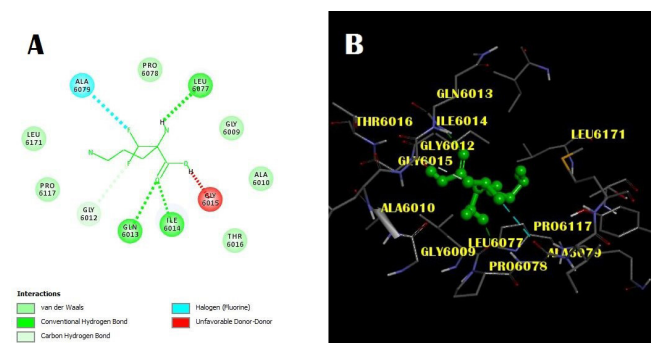 A
PRO
6078
ALA
6079
LEU
6077
H
N
F
LEU
6171
GLY
6009
ALA
6010
PRO
6117
F
O
H
GLY
6012
GLY
6015
GLN
6013
ILE
6014
THR
6016
Interactions
van der Waals
Conventional Hydrogen Bond
Carbon Hydrogen Bond
Halogen (Fluorine)
Unfavorable Donor-Donor
B
GLN6013
THR6016
ILE6014
LEU6171
GLY6012
GLY6015
ALA6010
PRO6117
GLY6009
LEU6077
ALA6079
PRO6078